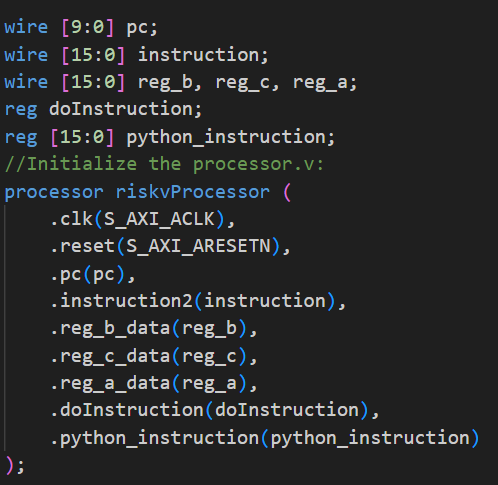 wire [9:0] pc;
wire [15:0] instruction;
wire [15:0] reg_b, reg_c, reg_a;
reg doInstruction;
reg [15:0] python_instruction;
//Initialize the processor.v:
processor riskvProcessor (
    .clk(S_AXI_ACLK),
    .reset(S_AXI_ARESETN),
    .pc(pc),
    .instruction2(instruction),
    .reg_b_data(reg_b),
    .reg_c_data(reg_c),
    .reg_a_data(reg_a),
    .doInstruction(doInstruction),
    .python_instruction(python_instruction)
);